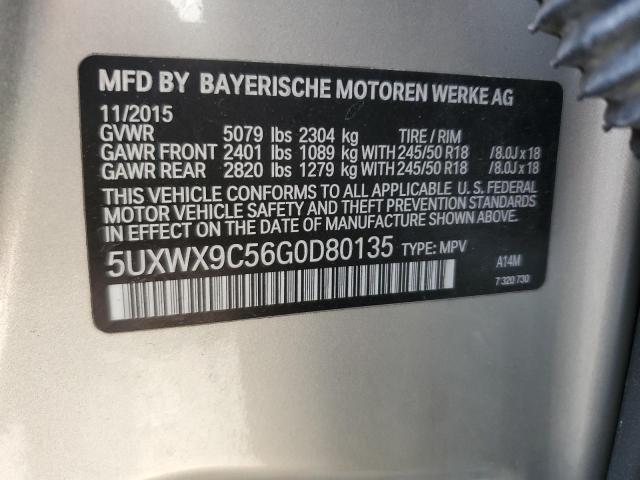 MFD BY BAYERISCHE MOTOREN WERKE AG
11/2015
GVWR 5079 lbs 2304 kg TIRE / RIM
GAWR FRONT 2401 lbs 1089 kg WITH 245/50 R18 /8.0J x 18
GAWR REAR 2820 lbs 1279 kg WITH 245/50 R18 /8.0J x 18
THIS VEHICLE CONFORMS TO ALL APPLICABLE U.S. FEDERAL
MOTOR VEHICLE SAFETY AND THEFT PREVENTION STANDARDS
IN EFFECT ON THE DATE OF MANUFACTURE SHOWN ABOVE.
5UXWX9C56G0D80135 TYPE: MPV
A14M
7 320 730